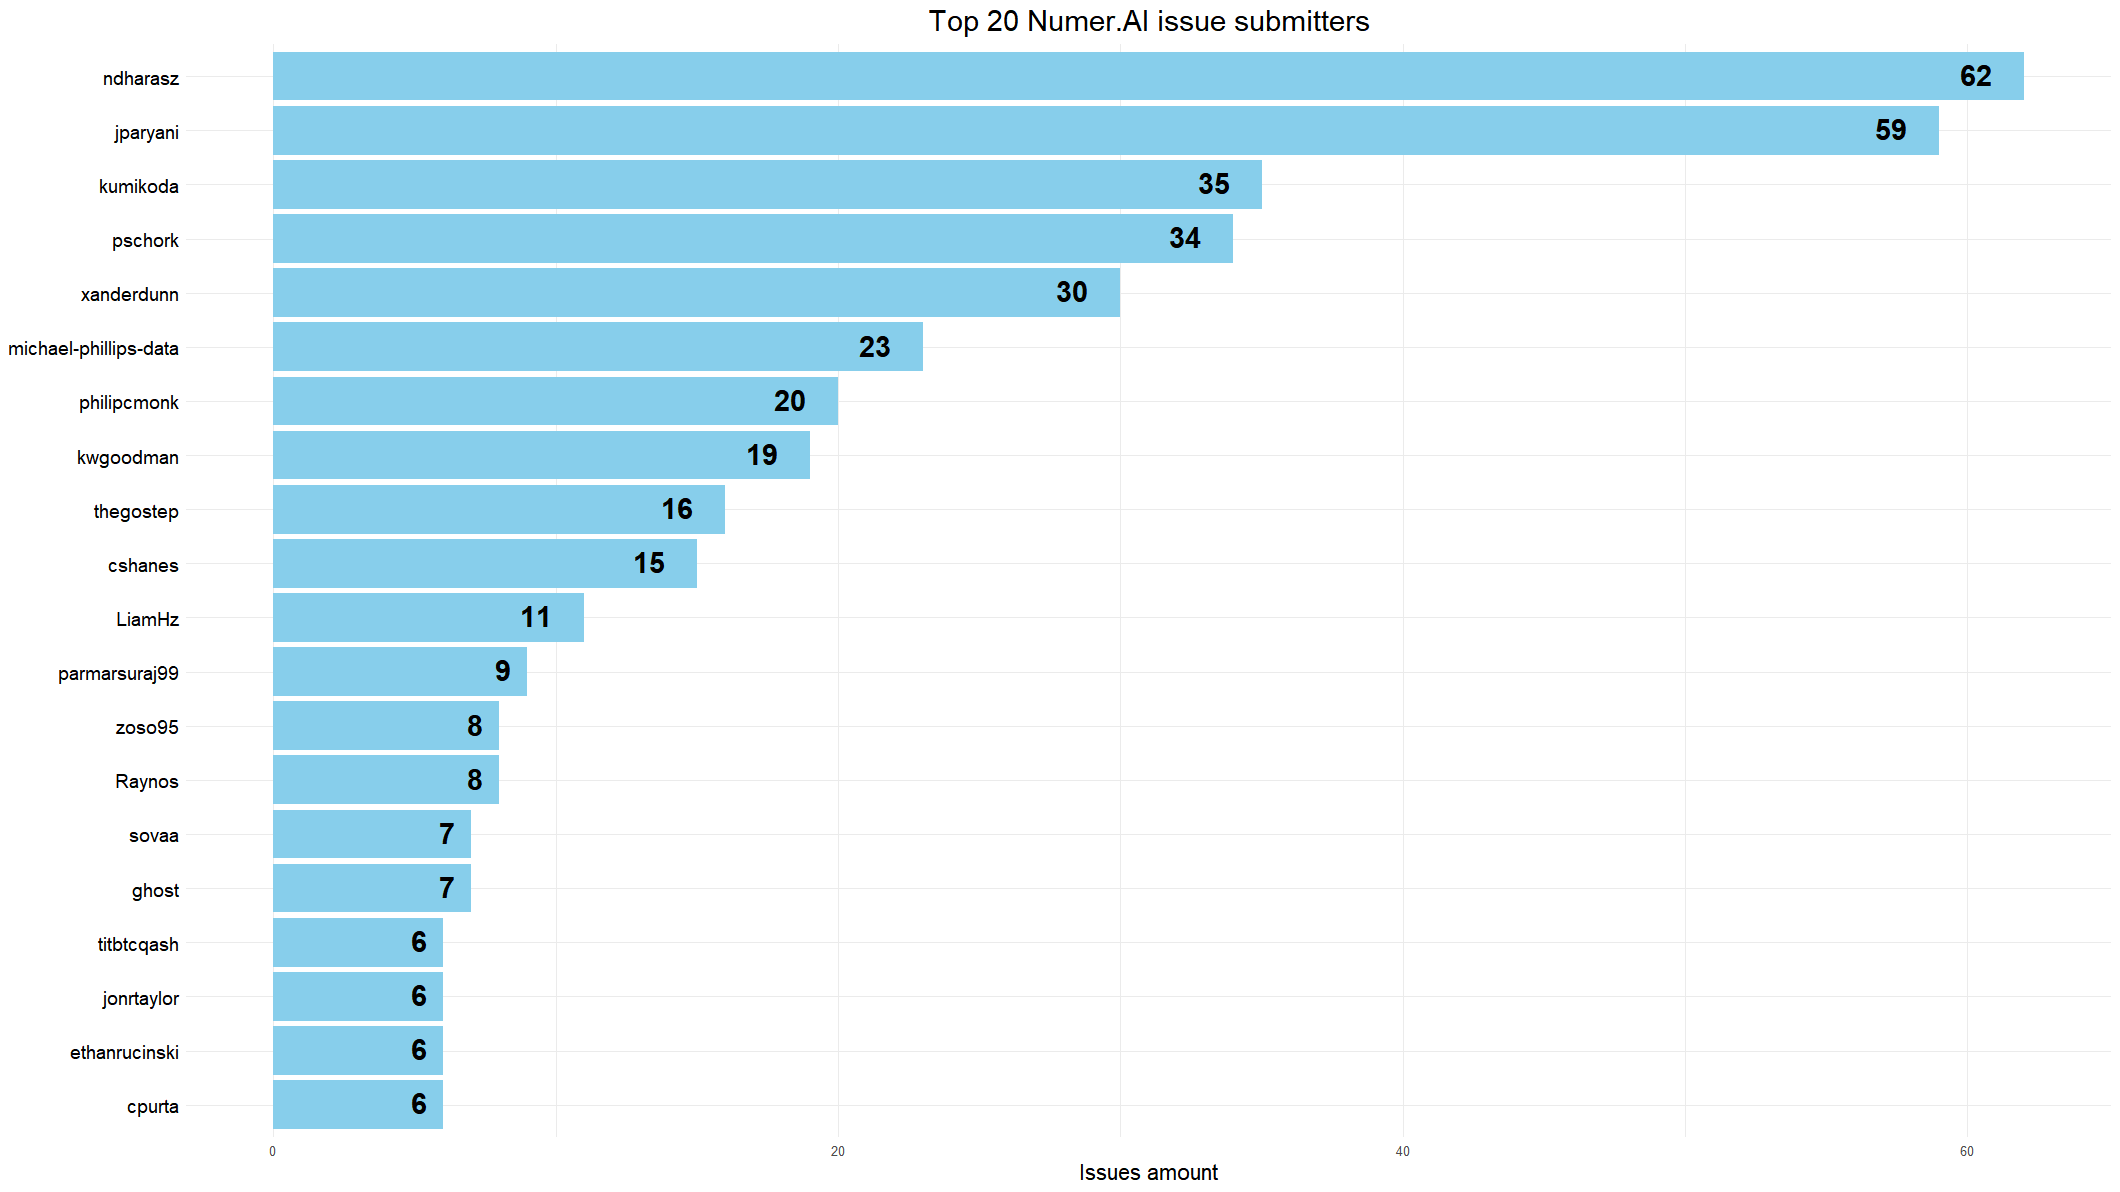 Top 20 Numer.AI issue submitters
ndharasz 62
jparyani 59
kumikoda 35
pschork 34
xanderdunn 30
michael-phillips-data 23
philipcmonk 20
kwgoodman 19
thegostep 16
cshanes 15
LiamHz 11
parmarsuraj99 9
zoso95 8
Raynos 8
sovaa 7
ghost 7
titbtcqash 6
jonrtaylor 6
ethanrucinski 6
cpurta 6
0 20 40 60
Issues amount